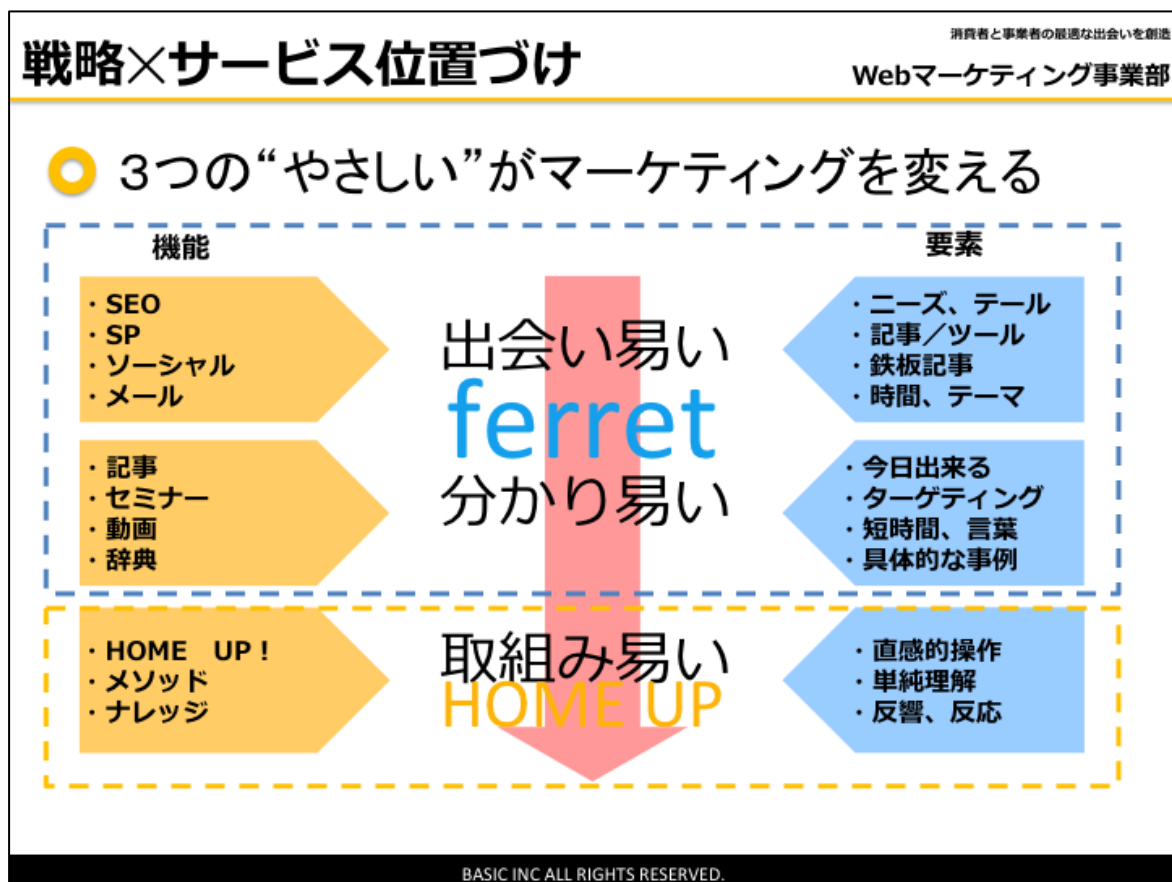 戦略×サービス位置づけ
消費者と事業者の最適な出会いを創造
Webマーケティング事業部
３つの“やさしい”がマーケティングを変える
機能
・SEO
・SP
・ソーシャル
・メール
・記事
・セミナー
・動画
・辞典
・HOME　UP！
・メソッド
・ナレッジ
出会い易い
ferret
分かり易い
取組み易い
HOME UP
要素
・ニーズ、テール
・記事／ツール
・鉄板記事
・時間、テーマ
・今日出来る
・ターゲティング
・短時間、言葉
・具体的な事例
・直感的操作
・単純理解
・反響、反応
BASIC INC ALL RIGHTS RESERVED.